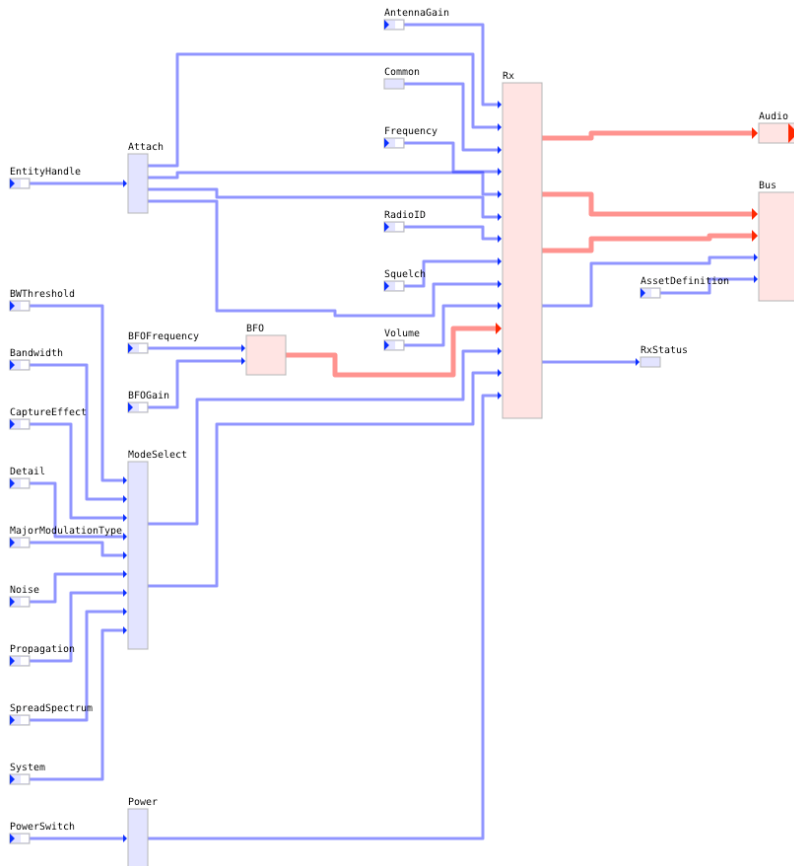 AntennaGain
Common
Rx
Audio
Frequency
Attach
EntityHandle
Bus
RadioID
Squelch
AssetDefinition
BWThreshold
BFO
BFOFrequency
Volume
Bandwidth
RxStatus
BFOGain
CaptureEffect
ModeSelect
Detail
MajorModulationType
Noise
Propagation
SpreadSpectrum
System
Power
PowerSwitch